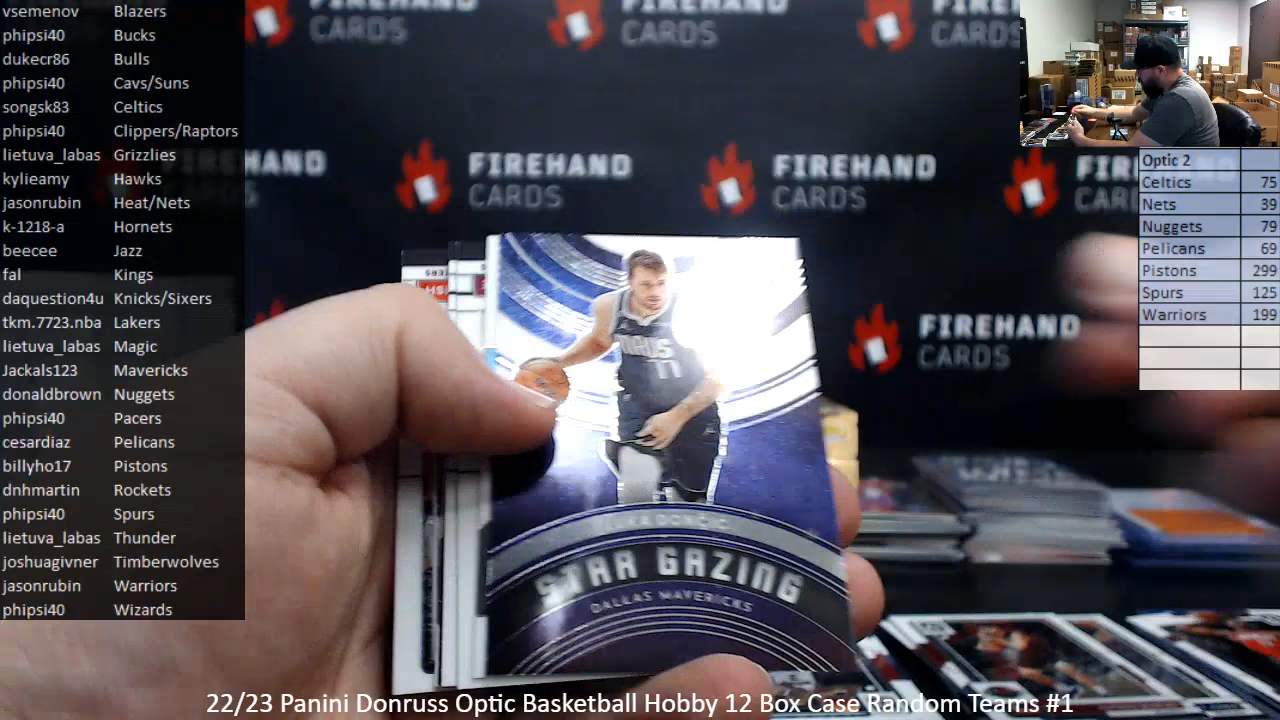 vsemenov Blazers
phipsi40 Bucks
dukecr86 Bulls
phipsi40 Cavs/Suns
songsk83 Celtics
phipsi40 Clippers/Raptors
lietuva_labas Grizzlies
kylieamy Hawks
jasonrubin Heat/Nets
k-1218-a Hornets
beecee Jazz
fal Kings
daquestion4u Knicks/Sixers
tkm.7723.nba Lakers
lietuva_labas Magic
Jackals123 Mavericks
donaldbrown Nuggets
phipsi40 Pacers
cesardiaz Pelicans
billyho17 Pistons
dnhmartin Rockets
phipsi40 Spurs
lietuva_labas Thunder
joshuagivner Timberwolves
jasonrubin Warriors
phipsi40 Wizards
FIREHAND
CARDS
FIREHAND
CARDS
FIREHAND
CARDS
FIREHAND
CARDS
FIREHAND
CARDS
Optic 2
Celtics 75
Nets 39
Nuggets 79
Pelicans 69
Pistons 299
Spurs 125
Warriors 199
11
STAR GAZING
DALLAS MAVERICKS
22/23 Panini Donruss Optic Basketball Hobby 12 Box Case Random Teams #1